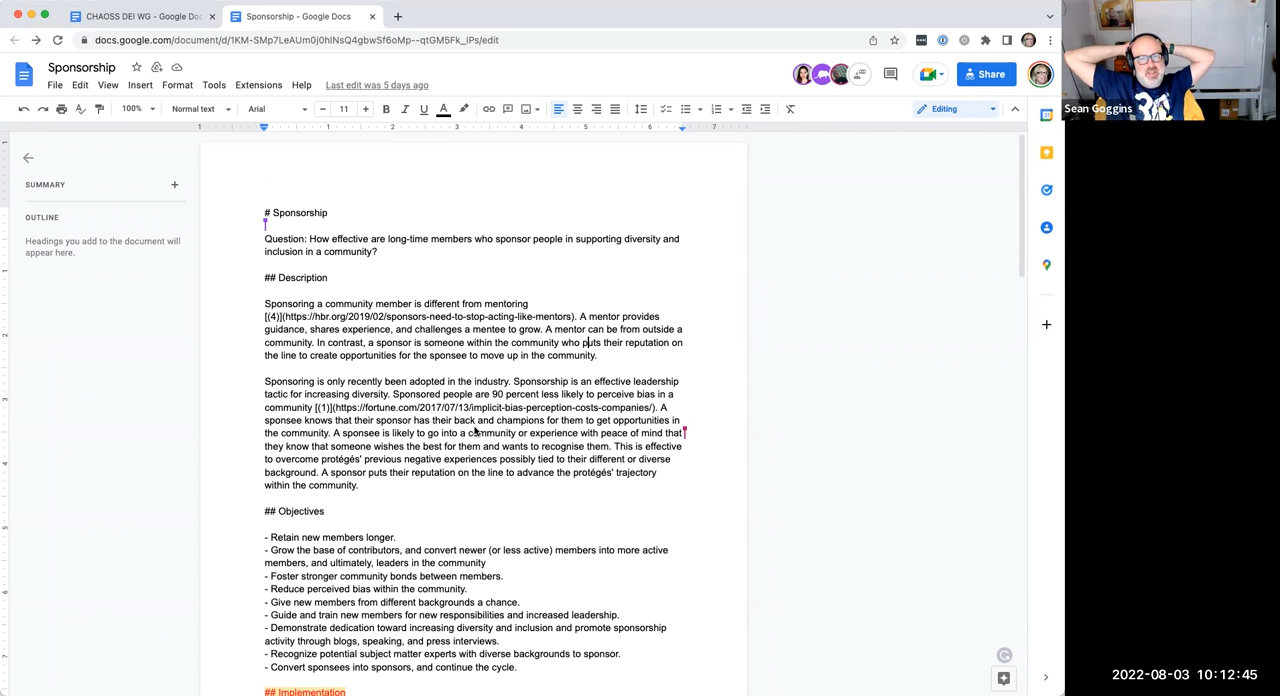 CHAOSS DEI WG - Google Doc
Sponsorship - Google Docs
docs.google.com/document/d/1KM-SMp7LeAUm0j0hlNsQ4gbwSf6oMp--qtGM5Fk_lPs/edit
Sponsorship
File Edit View Insert Format Tools Extensions Help Last edit was 5 days ago
Share
Sean Goggins
100% Normal text Arial 11 Editing
1 1 2 3 4 5 6 7
SUMMARY
OUTLINE
Headings you add to the document will
appear here.
# Sponsorship
Question: How effective are long-time members who sponsor people in supporting diversity and
inclusion in a community?
## Description
Sponsoring a community member is different from mentoring
[(4)](https://hbr.org/2019/02/sponsors-need-to-stop-acting-like-mentors). A mentor provides
guidance, shares experience, and challenges a mentee to grow. A mentor can be from outside a
community. In contrast, a sponsor is someone within the community who puts their reputation on
the line to create opportunities for the sponsee to move up in the community.
Sponsoring is only recently been adopted in the industry. Sponsorship is an effective leadership
tactic for increasing diversity. Sponsored people are 90 percent less likely to perceive bias in a
community [(1)](https://fortune.com/2017/07/13/implicit-bias-perception-costs-companies/). A
sponsee knows that their sponsor has their back and champions for them to get opportunities in
the community. A sponsee is likely to go into a community or experience with peace of mind that
they know that someone wishes the best for them and wants to recognise them. This is effective
to overcome protégés' previous negative experiences possibly tied to their different or diverse
background. A sponsor puts their reputation on the line to advance the protégés' trajectory
within the community.
## Objectives
- Retain new members longer.
- Grow the base of contributors, and convert newer (or less active) members into more active
members, and ultimately, leaders in the community
- Foster stronger community bonds between members.
- Reduce perceived bias within the community.
- Give new members from different backgrounds a chance.
- Guide and train new members for new responsibilities and increased leadership.
- Demonstrate dedication toward increasing diversity and inclusion and promote sponsorship
activity through blogs, speaking, and press interviews.
- Recognize potential subject matter experts with diverse backgrounds to sponsor.
- Convert sponsees into sponsors, and continue the cycle.
## Implementation
2022-08-03 10:12:45